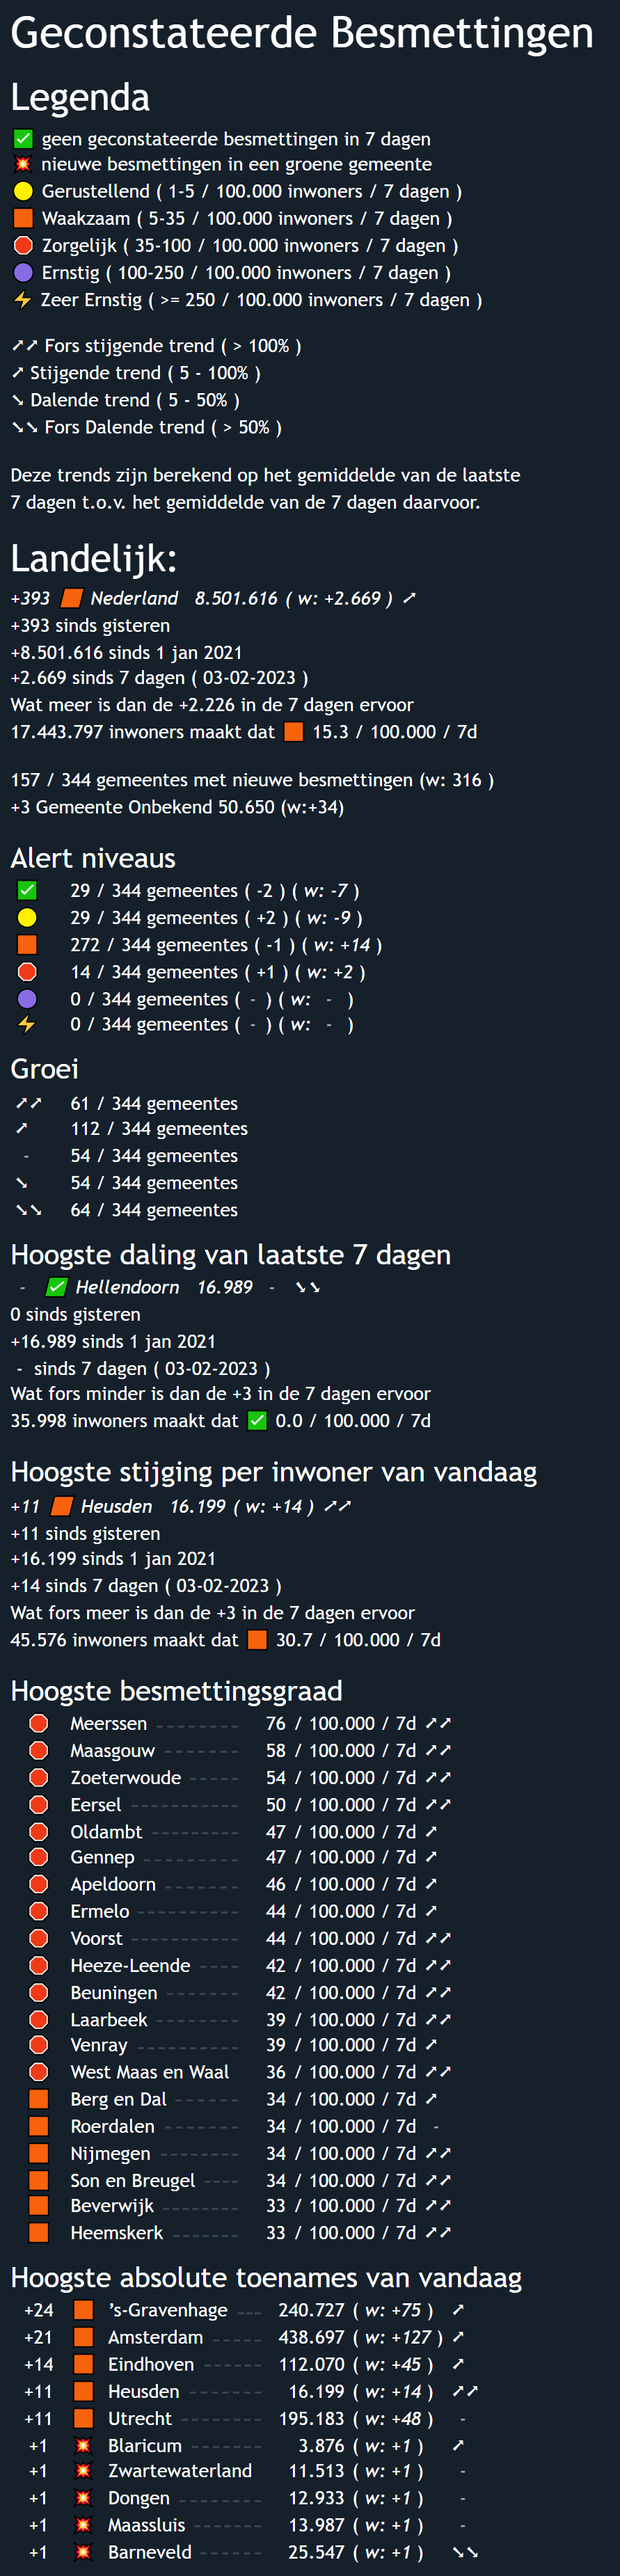 Geconstateerde Besmettingen
Legenda
✅ geen geconstateerde besmettingen in 7 dagen
💥 nieuwe besmettingen in een groene gemeente
🟡 Gerustellend ( 1-5 / 100.000 inwoners / 7 dagen )
🟧 Waakzaam ( 5-35 / 100.000 inwoners / 7 dagen )
🛑 Zorgelijk ( 35-100 / 100.000 inwoners / 7 dagen )
🟣 Ernstig ( 100-250 / 100.000 inwoners / 7 dagen )
⚡ Zeer Ernstig ( >= 250 / 100.000 inwoners / 7 dagen )
➚➚ Fors stijgende trend ( > 100% )
➚ Stijgende trend ( 5 - 100% )
➘ Dalende trend ( 5 - 50% )
➘➘ Fors Dalende trend ( > 50% )
Deze trends zijn berekend op het gemiddelde van de laatste
7 dagen t.o.v. het gemiddelde van de 7 dagen daarvoor.
Landelijk:
+393 🟧 Nederland 8.501.616 ( w: +2.669 ) ➚
+393 sinds gisteren
+8.501.616 sinds 1 jan 2021
+2.669 sinds 7 dagen ( 03-02-2023 )
Wat meer is dan de +2.226 in de 7 dagen ervoor
17.443.797 inwoners maakt dat 🟧 15.3 / 100.000 / 7d
157 / 344 gemeentes met nieuwe besmettingen (w: 316 )
+3 Gemeente Onbekend 50.650 (w:+34)
Alert niveaus
✅ 29 / 344 gemeentes ( -2 ) ( w: -7 )
🟡 29 / 344 gemeentes ( +2 ) ( w: -9 )
🟧 272 / 344 gemeentes ( -1 ) ( w: +14 )
🛑 14 / 344 gemeentes ( +1 ) ( w: +2 )
🟣 0 / 344 gemeentes ( - ) ( w: - )
⚡ 0 / 344 gemeentes ( - ) ( w: - )
Groei
➚➚ 61 / 344 gemeentes
➚ 112 / 344 gemeentes
- 54 / 344 gemeentes
➘ 54 / 344 gemeentes
➘➘ 64 / 344 gemeentes
Hoogste daling van laatste 7 dagen
- ✅ Hellendoorn 16.989 - ➘➘
0 sinds gisteren
+16.989 sinds 1 jan 2021
- sinds 7 dagen ( 03-02-2023 )
Wat fors minder is dan de +3 in de 7 dagen ervoor
35.998 inwoners maakt dat ✅ 0.0 / 100.000 / 7d
Hoogste stijging per inwoner van vandaag
+11 🟧 Heusden 16.199 ( w: +14 ) ➚➚
+11 sinds gisteren
+16.199 sinds 1 jan 2021
+14 sinds 7 dagen ( 03-02-2023 )
Wat fors meer is dan de +3 in de 7 dagen ervoor
45.576 inwoners maakt dat 🟧 30.7 / 100.000 / 7d
Hoogste besmettingsgraad
🛑 Meerssen --------- 76 / 100.000 / 7d ➚➚
🛑 Maasgouw -------- 58 / 100.000 / 7d ➚➚
🛑 Zoeterwoude ----- 54 / 100.000 / 7d ➚➚
🛑 Eersel ------------ 50 / 100.000 / 7d ➚➚
🛑 Oldambt ---------- 47 / 100.000 / 7d ➚
🛑 Gennep ----------- 47 / 100.000 / 7d ➚
🛑 Apeldoorn -------- 46 / 100.000 / 7d ➚
🛑 Ermelo ----------- 44 / 100.000 / 7d ➚
🛑 Voorst ------------ 44 / 100.000 / 7d ➚➚
🛑 Heeze-Leende ---- 42 / 100.000 / 7d ➚➚
🛑 Beuningen -------- 42 / 100.000 / 7d ➚➚
🛑 Laarbeek --------- 39 / 100.000 / 7d ➚➚
🛑 Venray ------------ 39 / 100.000 / 7d ➚
🛑 West Maas en Waal 36 / 100.000 / 7d ➚➚
🟧 Berg en Dal ------- 34 / 100.000 / 7d ➚
🟧 Roerdalen -------- 34 / 100.000 / 7d -
🟧 Nijmegen --------- 34 / 100.000 / 7d ➚➚
🟧 Son en Breugel ---- 34 / 100.000 / 7d ➚➚
🟧 Beverwijk --------- 33 / 100.000 / 7d ➚➚
🟧 Heemskerk ------- 33 / 100.000 / 7d ➚➚
Hoogste absolute toenames van vandaag
+24 🟧 's-Gravenhage --- 240.727 ( w: +75 ) ➚
+21 🟧 Amsterdam ------ 438.697 ( w: +127 ) ➚
+14 🟧 Eindhoven ------- 112.070 ( w: +45 ) ➚
+11 🟧 Heusden -------- 16.199 ( w: +14 ) ➚➚
+11 🟧 Utrecht --------- 195.183 ( w: +48 ) -
+1 💥 Blaricum -------- 3.876 ( w: +1 ) ➚
+1 💥 Zwartewaterland 11.513 ( w: +1 ) -
+1 💥 Dongen ---------- 12.933 ( w: +1 ) -
+1 💥 Maassluis -------- 13.987 ( w: +1 ) -
+1 💥 Barneveld ------- 25.547 ( w: +1 ) ➘➘